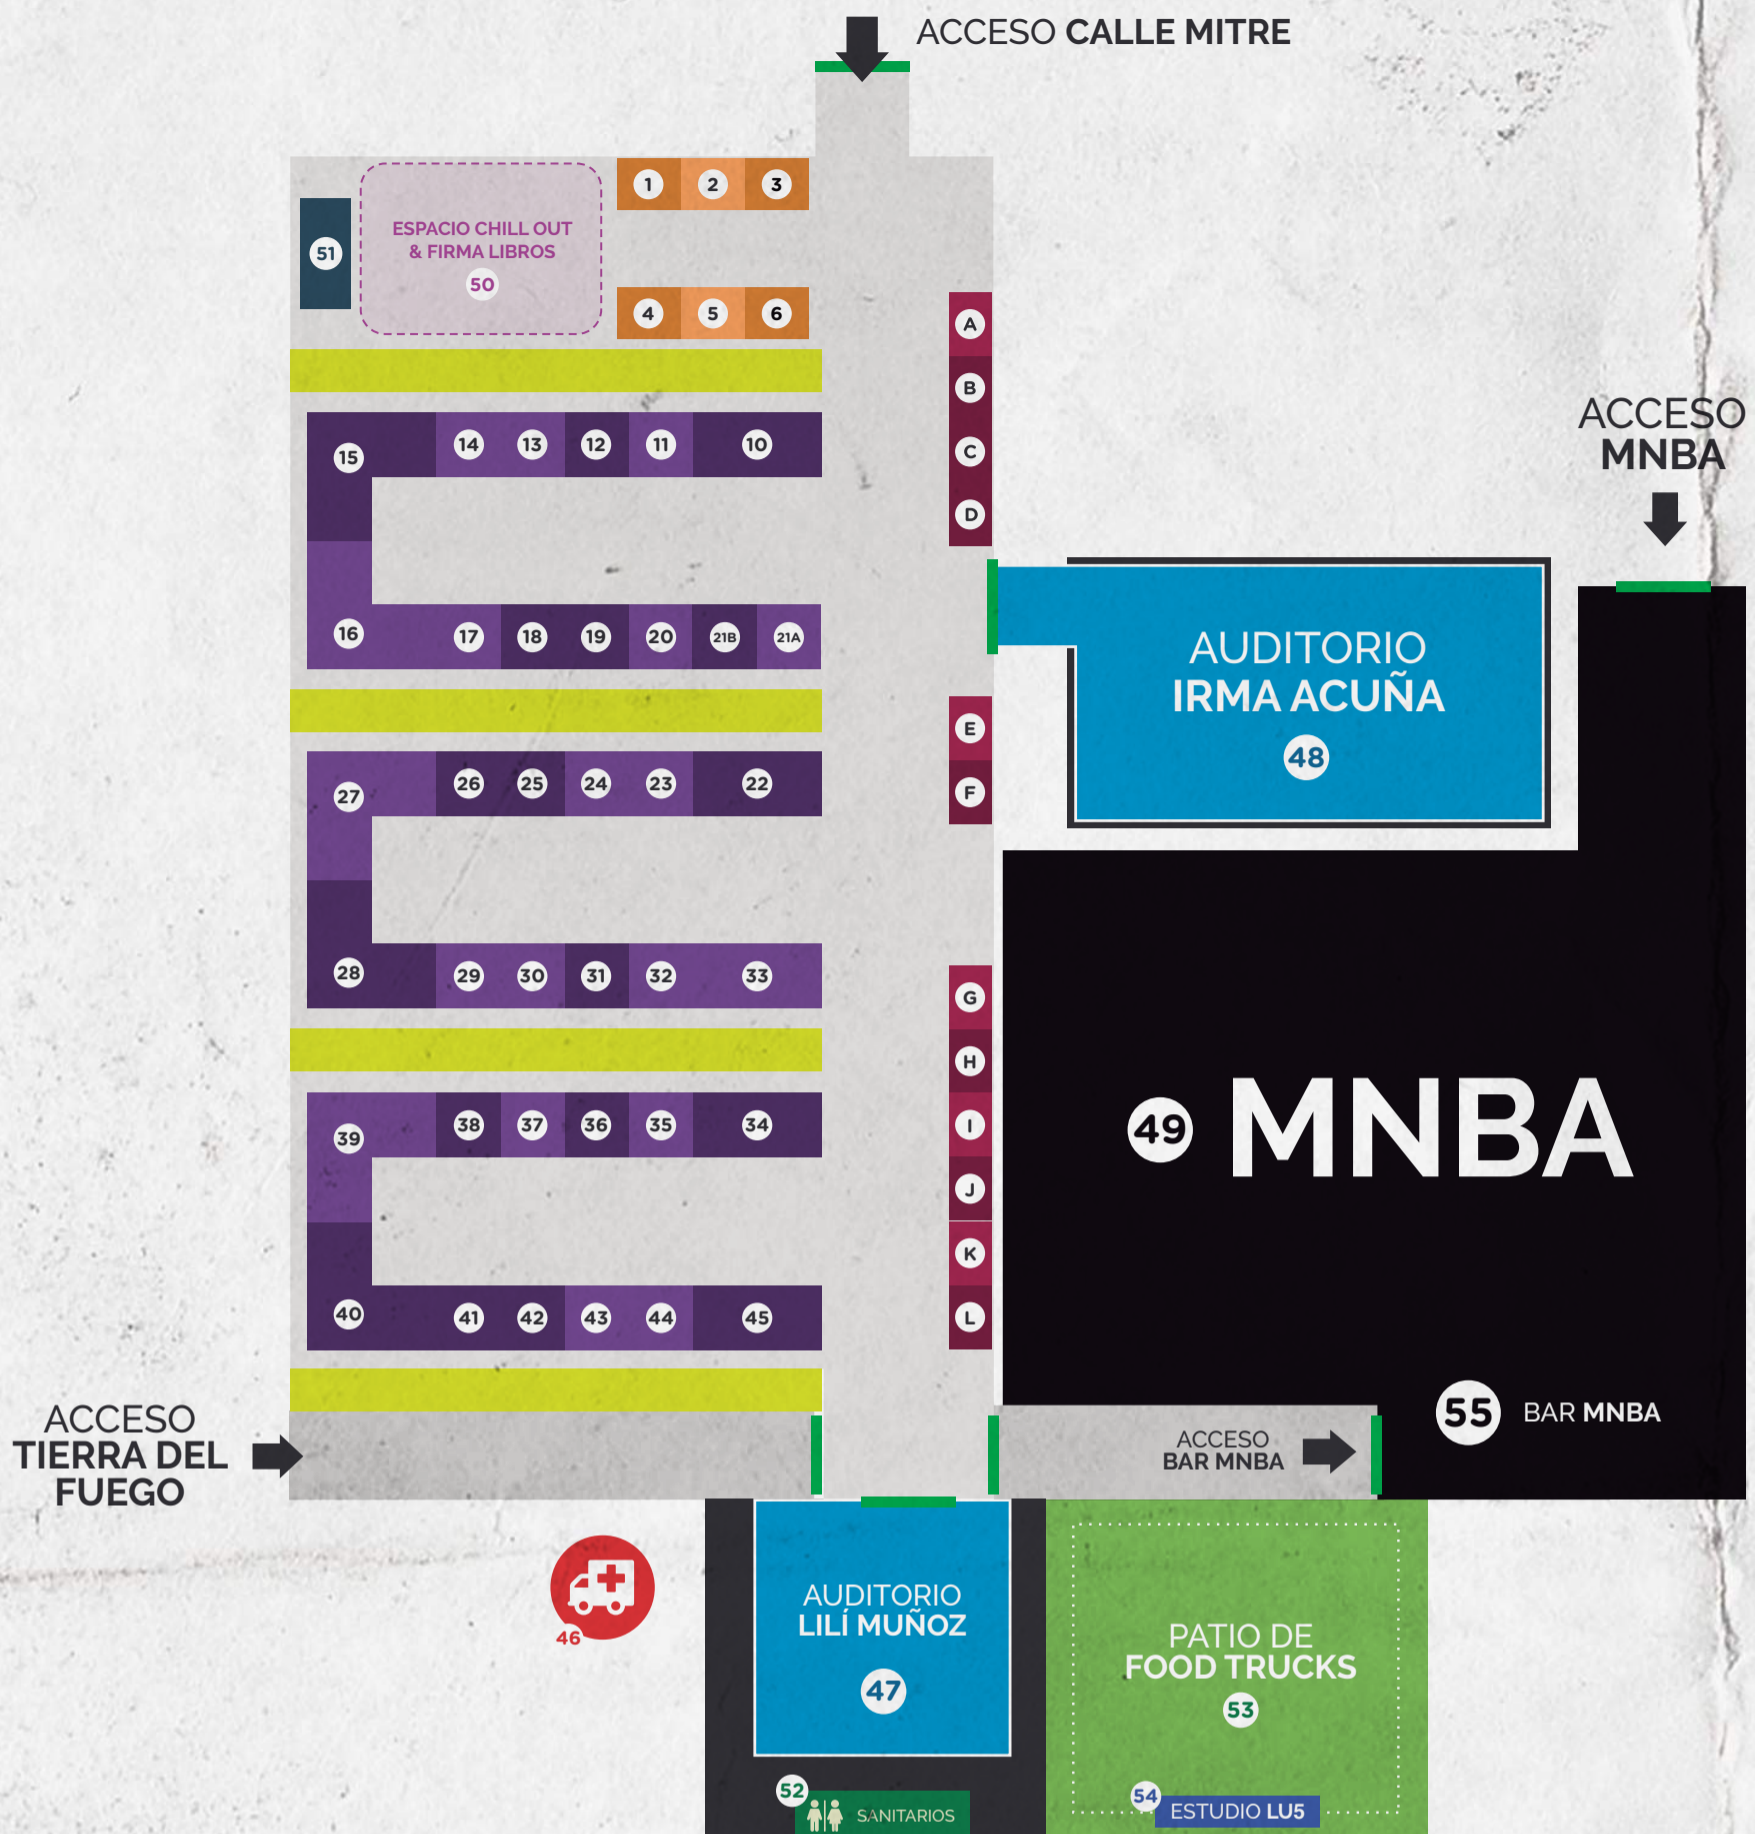 ACCESO CALLE MITRE
1
2
3
51
ESPACIO CHILL OUT
& FIRMA LIBROS
50
4
5
6
A
B
C
D
ACCESO
MNBA
15
14
13
12
11
10
16
17
18
19
20
21B
21A
AUDITORIO
IRMA ACUÑA
48
E
F
27
26
25
24
23
22
28
29
30
31
32
33
G
H
I
J
K
L
49 MNBA
39
38
37
36
35
34
40
41
42
43
44
45
55 BAR MNBA
ACCESO
TIERRA DEL
FUEGO
ACCESO
BAR MNBA
46
AUDITORIO
LILÍ MUÑOZ
47
PATIO DE
FOOD TRUCKS
53
52
SANITARIOS
54
ESTUDIO LU5